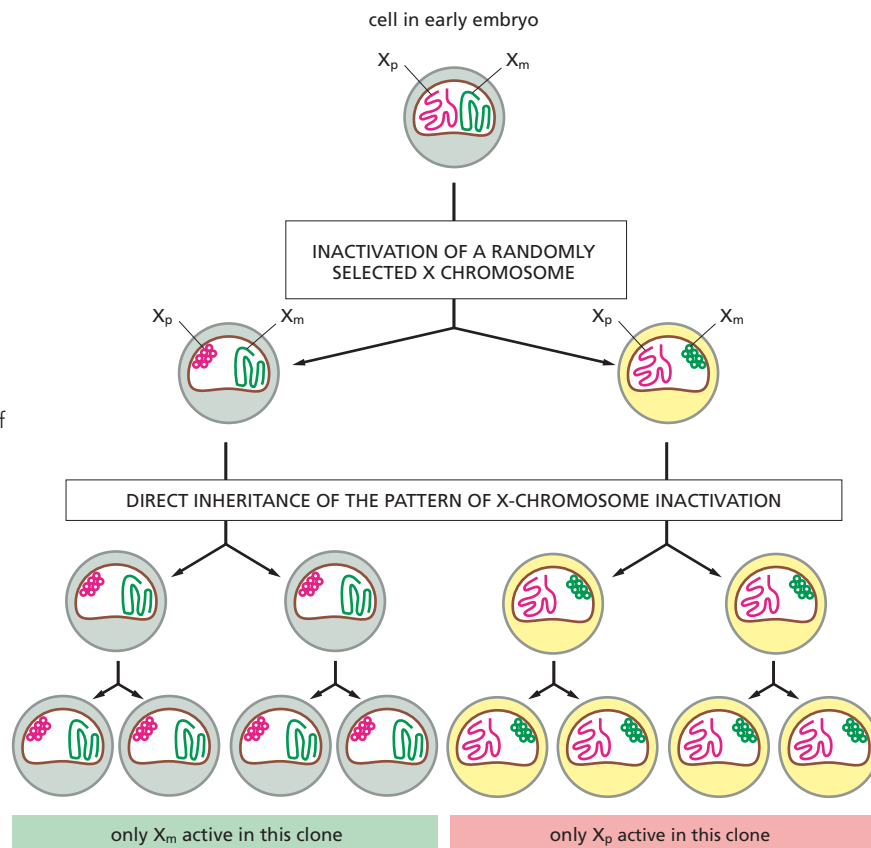 cell in early embryo
Xp Xm
INACTIVATION OF A RANDOMLY
SELECTED X CHROMOSOME
Xp Xm Xp Xm
f
DIRECT INHERITANCE OF THE PATTERN OF X-CHROMOSOME INACTIVATION
only Xm active in this clone
only Xp active in this clone